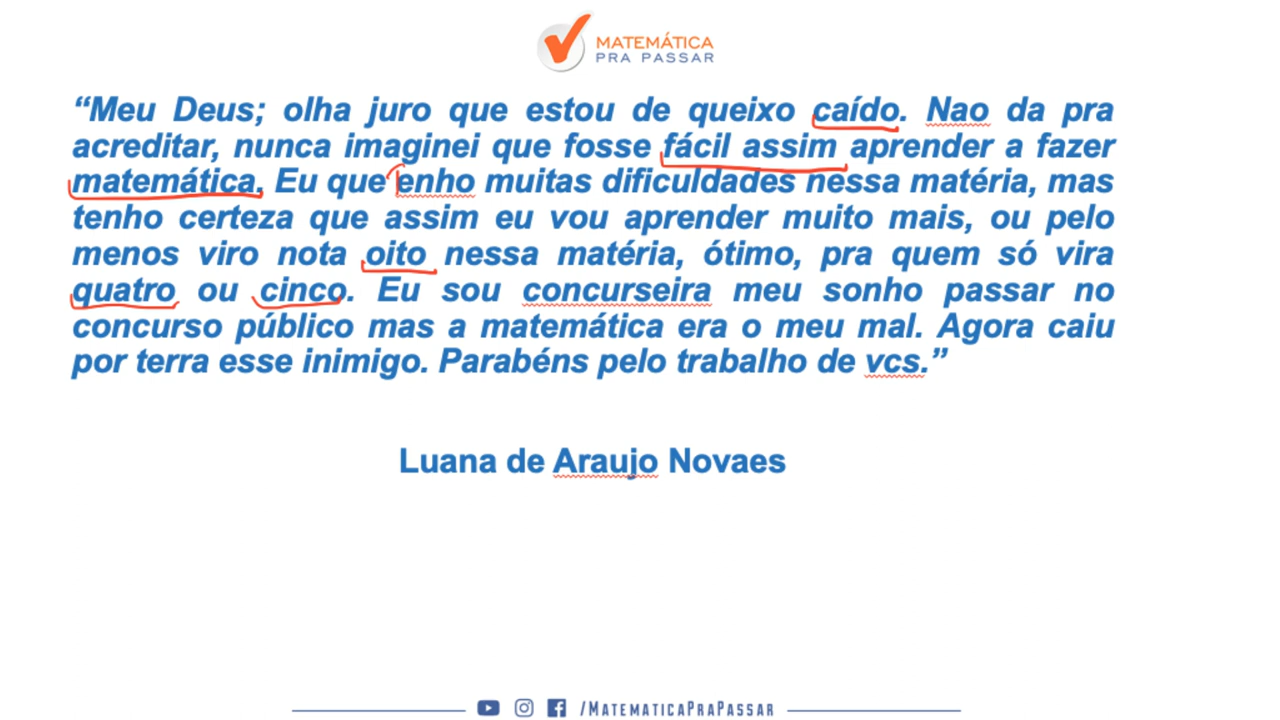 MATEMÁTICA
PRA PASSAR
“Meu Deus; olha juro que estou de queixo caído. Nao da pra
acreditar, nunca imaginei que fosse fácil assim aprender a fazer
matemática. Eu que enho muitas dificuldades nessa matéria, mas
tenho certeza que assim eu vou aprender muito mais, ou pelo
menos viro nota oito nessa matéria, ótimo, pra quem só vira
quatro ou cinco. Eu sou concurseira meu sonho passar no
concurso público mas a matemática era o meu mal. Agora caiu
por terra esse inimigo. Parabéns pelo trabalho de vcs.”
Luana de Araujo Novaes
/MATEMATICAPRAPASSAR